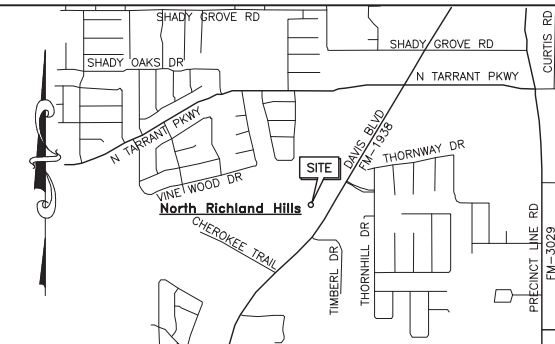 SHADY GROVE RD
CURTIS RD
SHADY GROVE RD
SHADY OAKS DR
N TARRANT PKWY
N TARRANT PKWY
DAVIS BLVD
FM-1938
THORNWAY DR
SITE
VINE WOOD DR
North Richland Hills
CHEROKEE TRAIL
TIMBERL DR
THORNHILL DR
PRECINCT LINE RD
FM-3029